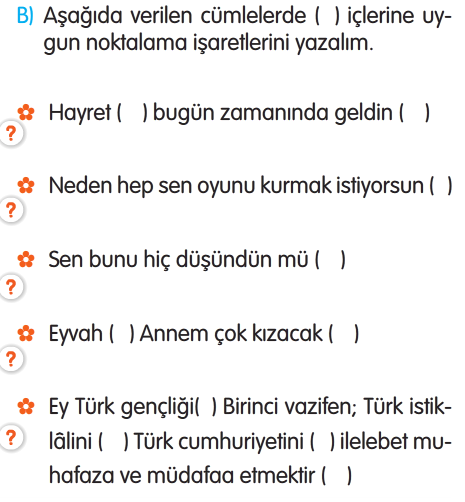 B) Aşağıda verilen cümlelerde (  ) içlerine uy-
gun noktalama işaretlerini yazalım.
Hayret (  ) bugün zamanında geldin (  )
?
Neden hep sen oyunu kurmak istiyorsun (  )
?
Sen bunu hiç düşündün mü (  )
?
Eyvah (  ) Annem çok kızacak (  )
?
Ey Türk gençliği(  ) Birinci vazifen; Türk istik-
?
lâlini (  ) Türk cumhuriyetini (  ) ilelebet mu-
hafaza ve müdafaa etmektir (  )